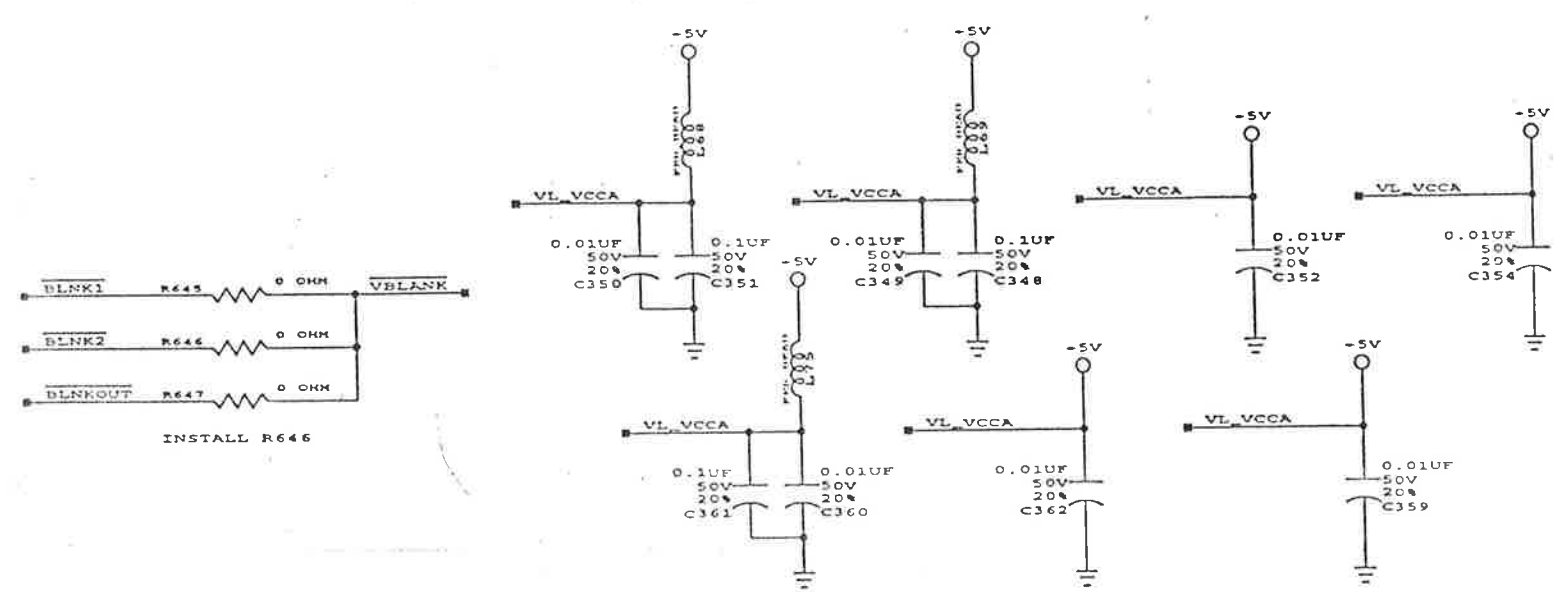 -5V
-5V
-5V
-5V
L68
L69
VL_VCCA
VL_VCCA
VL_VCCA
VL_VCCA
0.01UF
50V
20%
C350
0.1UF
50V
20%
C351
0.01UF
50V
20%
C349
0.1UF
50V
20%
C348
0.01UF
50V
20%
C352
0.01UF
50V
20%
C354
BLNK1
R645
0 OHM
VBLANK
BLNK2
R646
0 OHM
BLNKOUT
R647
0 OHM
INSTALL R646
-5V
-5V
-5V
L75
VL_VCCA
VL_VCCA
VL_VCCA
0.1UF
50V
20%
C361
0.01UF
50V
20%
C360
0.01UF
50V
20%
C362
0.01UF
50V
20%
C359